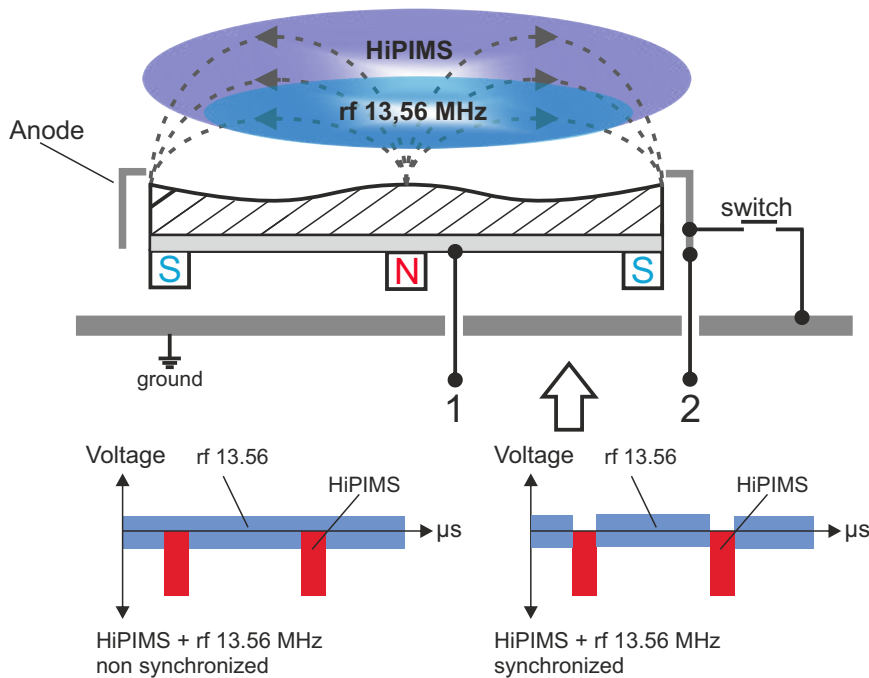 HiPIMS
rf 13,56 MHz
Anode
switch
S
N
S
ground
1
2
Voltage
rf 13.56
HiPIMS
µs
HiPIMS + rf 13.56 MHz
non synchronized
Voltage
rf 13.56
HiPIMS
µs
HiPIMS + rf 13.56 MHz
synchronized